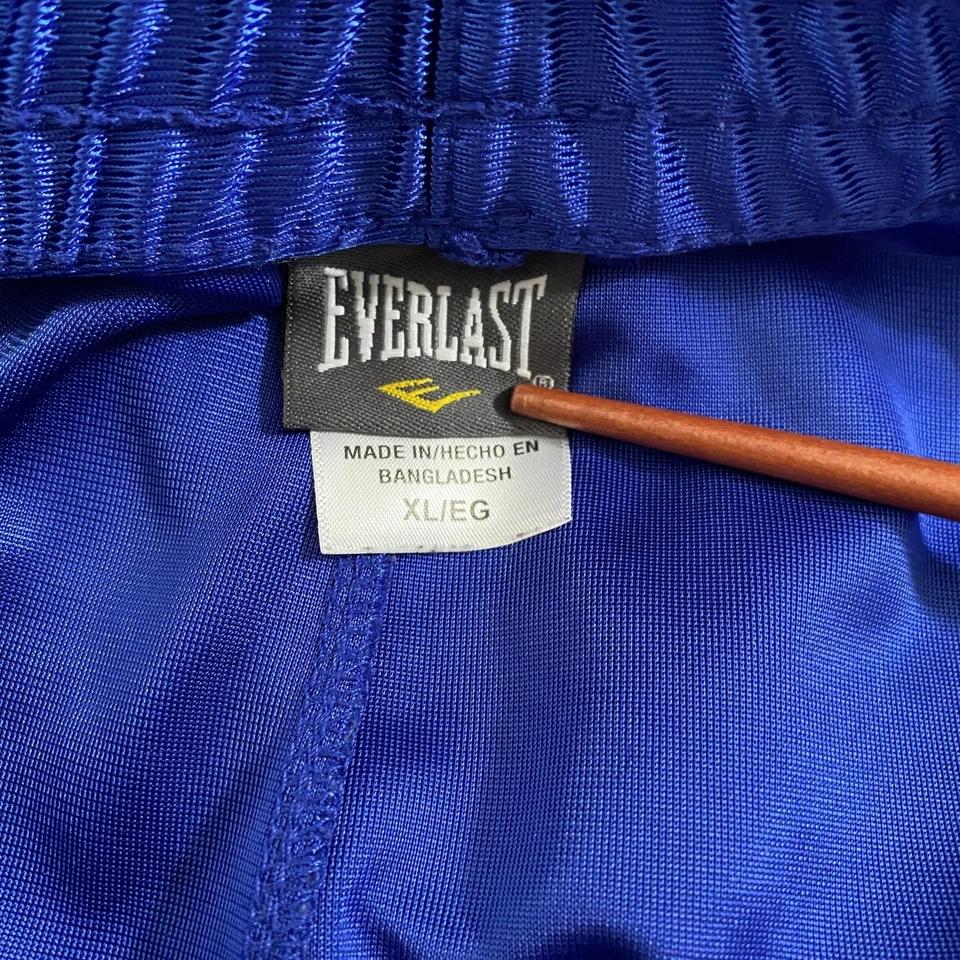 EVERLAST
®
MADE IN/HECHO EN
BANGLADESH
XL/EG